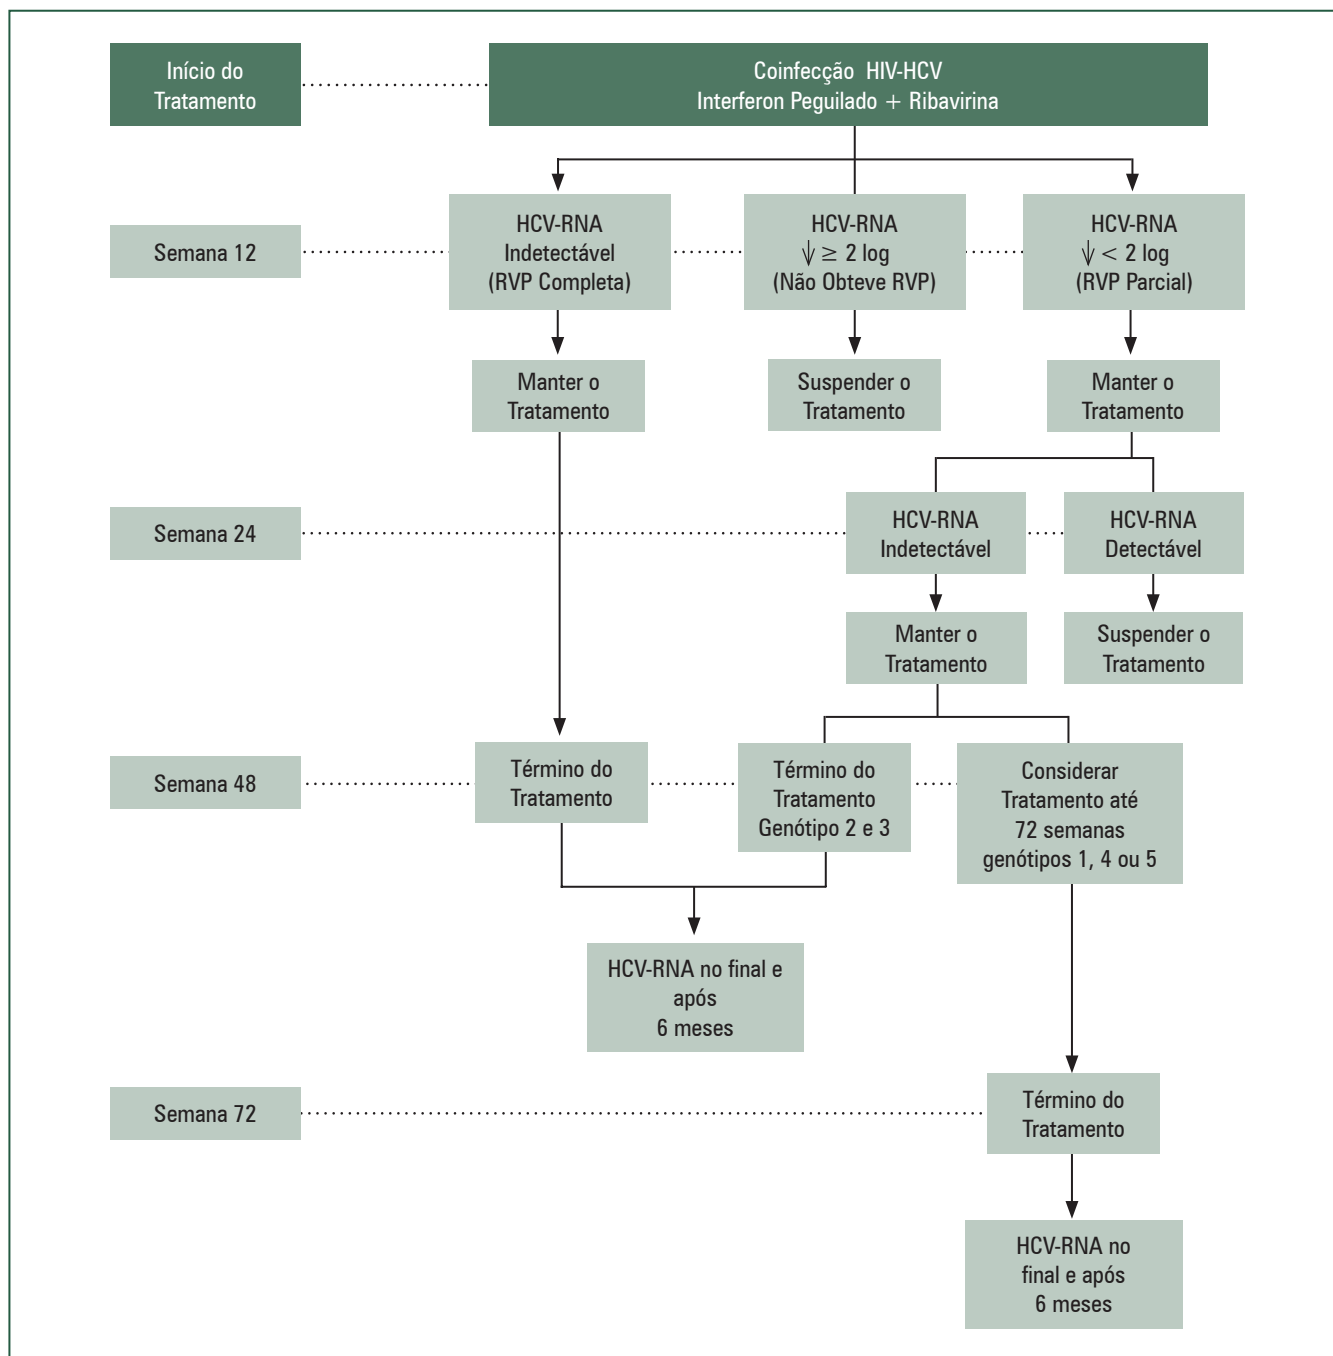 Início do
Tratamento
Coinfecção HIV-HCV
Interferon Peguilado + Ribavirina
Semana 12
HCV-RNA
Indetectável
(RVP Completa)
HCV-RNA
↓ ≥ 2 log
(Não Obteve RVP)
HCV-RNA
↓ < 2 log
(RVP Parcial)
Manter o
Tratamento
Suspender o
Tratamento
Manter o
Tratamento
Semana 24
HCV-RNA
Indetectável
HCV-RNA
Detectável
Manter o
Tratamento
Suspender o
Tratamento
Semana 48
Término do
Tratamento
Término do
Tratamento
Genótipo 2 e 3
Considerar
Tratamento até
72 semanas
genótipos 1, 4 ou 5
HCV-RNA no final e
após
6 meses
Semana 72
Término do
Tratamento
HCV-RNA no
final e após
6 meses